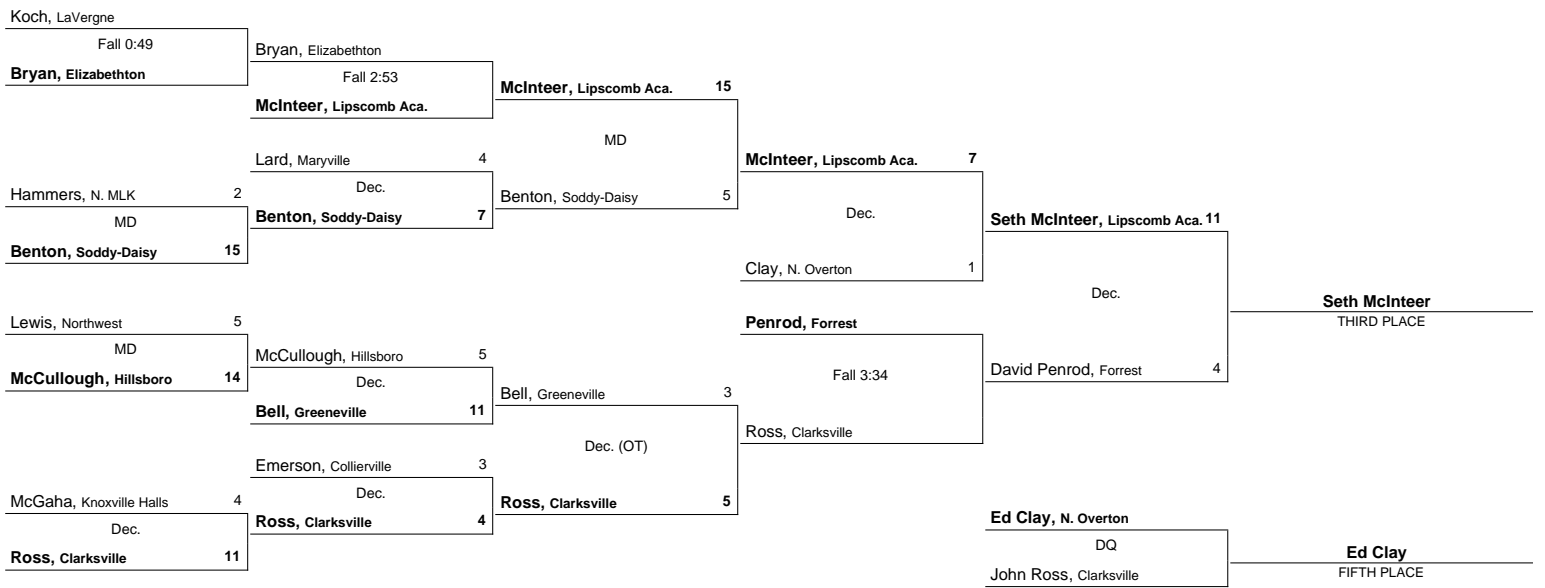 Koch, LaVergne
Fall 0:49
Bryan, Elizabethton
Hammers, N. MLK 2
MD
Benton, Soddy-Daisy 15
Lewis, Northwest 5
MD
McCullough, Hillsboro 14
McGaha, Knoxville Halls 4
Dec.
Ross, Clarksville 11
Bryan, Elizabethton
Fall 2:53
McInteer, Lipscomb Aca.
Lard, Maryville 4
Dec.
Benton, Soddy-Daisy 7
McCullough, Hillsboro 5
Dec.
Bell, Greeneville 11
Emerson, Collierville 3
Dec.
Ross, Clarksville 4
McInteer, Lipscomb Aca. 15
MD
Benton, Soddy-Daisy 5
Bell, Greeneville 3
Dec. (OT)
Ross, Clarksville 5
McInteer, Lipscomb Aca. 7
Dec.
Clay, N. Overton 1
Penrod, Forrest
Fall 3:34
Ross, Clarksville
Seth McInteer, Lipscomb Aca. 11
Dec.
David Penrod, Forrest 4
Seth McInteer
THIRD PLACE
Ed Clay, N. Overton
DQ
John Ross, Clarksville
Ed Clay
FIFTH PLACE